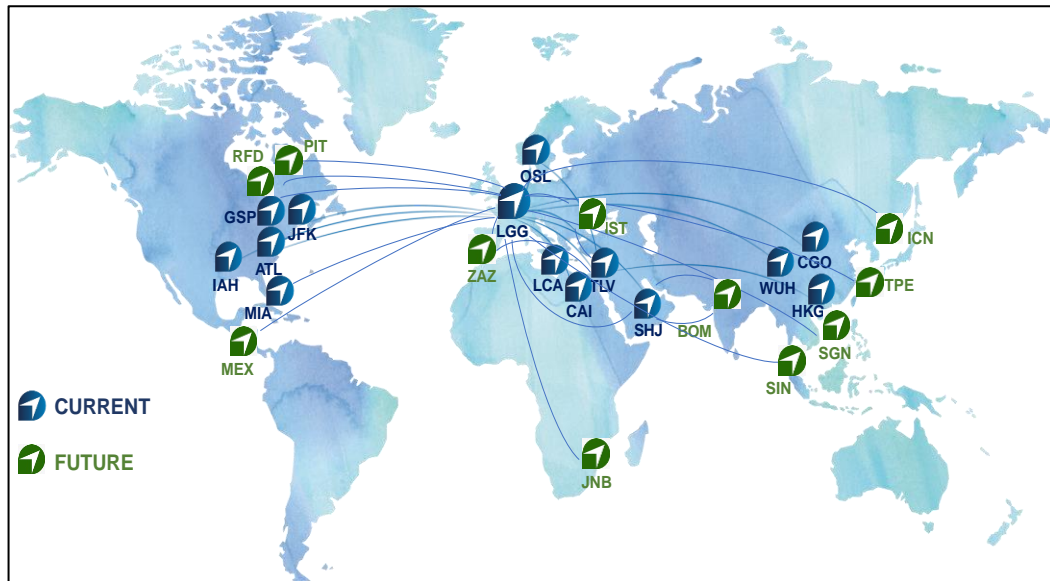 PIT
RFD
OSL
GSP
JFK
LGG
IST
ICN
ZAZ
ATL
IAH
LCA
TLV
CGO
WUH
TPE
MIA
CAI
SHJ
BOM
HKG
SGN
MEX
SIN
CURRENT
FUTURE
JNB